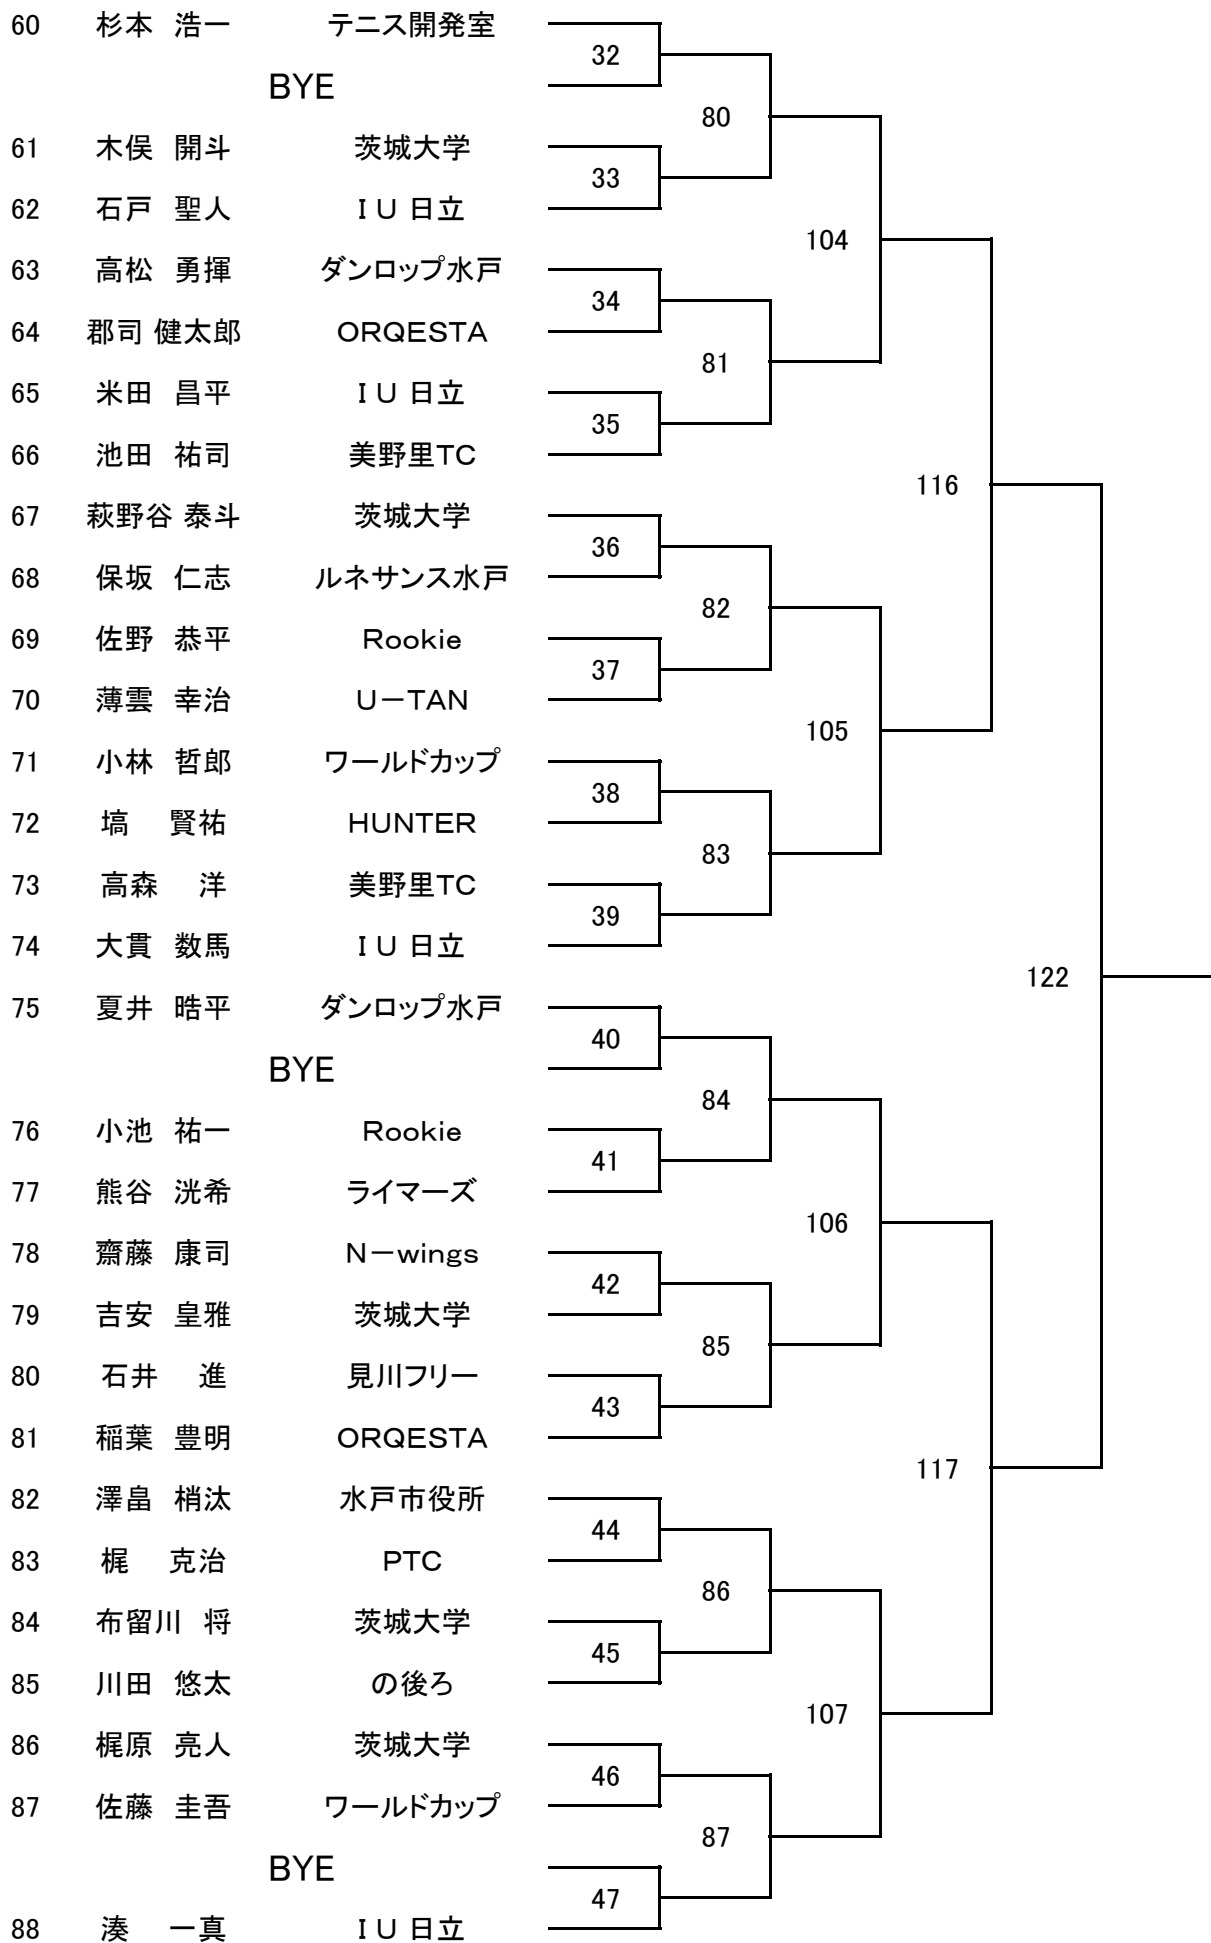 60 杉本 浩一 テニス開発室
32
BYE
80
61 木俣 開斗 茨城大学
33
62 石戸 聖人 ＩＵ日立
104
63 高松 勇揮 ダンロップ水戸
34
64 郡司 健太郎 ORQESTA
81
65 米田 昌平 ＩＵ日立
35
66 池田 祐司 美野里TC
116
67 萩野谷 泰斗 茨城大学
36
68 保坂 仁志 ルネサンス水戸
82
69 佐野 恭平 Rookie
37
70 薄雲 幸治 U－TAN
105
71 小林 哲郎 ワールドカップ
38
72 塙 賢祐 HUNTER
83
73 高森 洋 美野里TC
39
74 大貫 数馬 ＩＵ日立
122
75 夏井 晧平 ダンロップ水戸
40
BYE
84
76 小池 祐一 Rookie
41
77 熊谷 洸希 ライマーズ
106
78 齋藤 康司 N－wings
42
79 吉安 皇雅 茨城大学
85
80 石井 進 見川フリー
43
81 稲葉 豊明 ORQESTA
117
82 澤畠 梢汰 水戸市役所
44
83 梶 克治 PTC
86
84 布留川 将 茨城大学
45
85 川田 悠太 の後ろ
107
86 梶原 亮人 茨城大学
46
87 佐藤 圭吾 ワールドカップ
87
BYE
47
88 湊 一真 ＩＵ日立